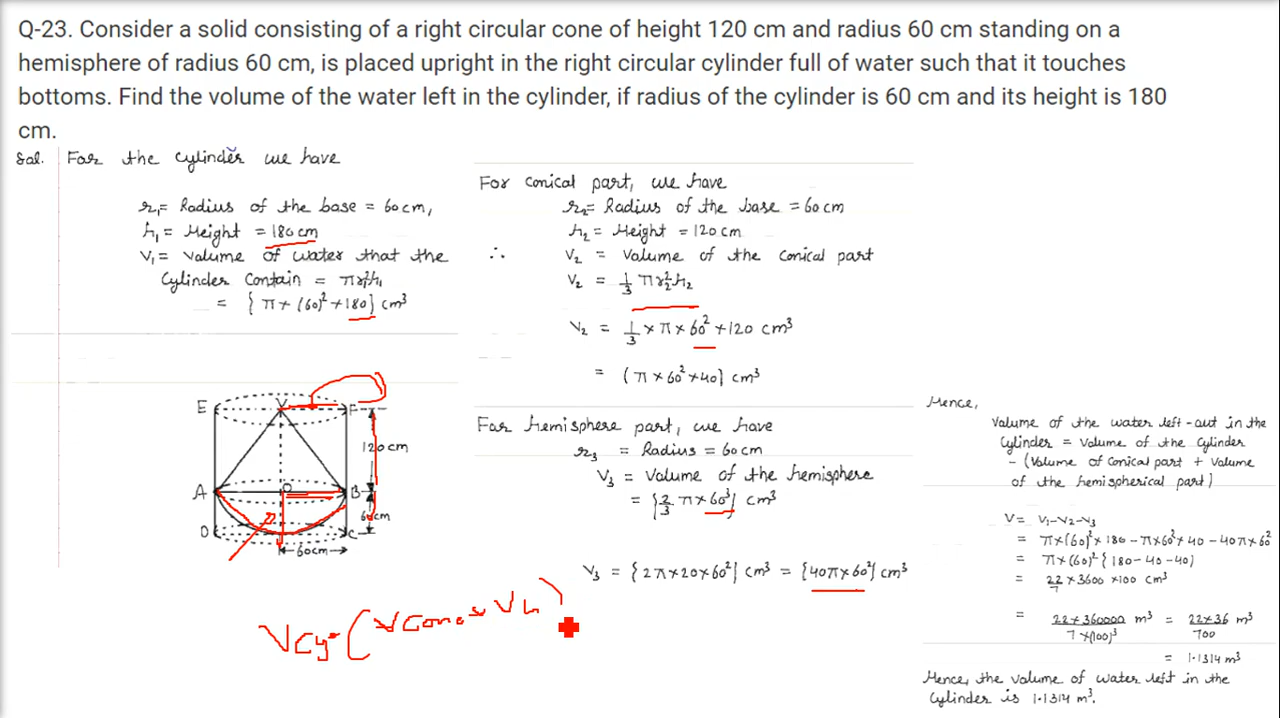 Q-23. Consider a solid consisting of a right circular cone of height 120 cm and radius 60 cm standing on a
hemisphere of radius 60 cm, is placed upright in the right circular cylinder full of water such that it touches
bottoms. Find the volume of the water left in the cylinder, if radius of the cylinder is 60 cm and its height is 180
cm.
Sol. For the cylinder we have
r₁= Radius of the base = 60cm,
h₁ = Height = 180 cm
V₁ = Volume of water that the
cylinder contain = πr₁²h₁
= {π × (60)² × 180} cm³
E V F
120 cm
A O B
60cm
D C
60cm
VCy-(VCone+Vh)
For conical part, we have
r₂= Radius of the base = 60 cm
h₂ = Height = 120 cm
∴ V₂ = Volume of the conical part
V₂ = 1/3 πr₂²h₂
V₂ = 1/3 × π × 60² × 120 cm³
= (π × 60² × 40} cm³
For hemisphere part, we have
r₃ = Radius = 60 cm
V₃ = Volume of the hemisphere
= {2/3 π × 60³} cm³
V₃ = {2π × 20 × 60²} cm³ = {40π × 60²} cm³
Hence,
Volume of the water left-out in the
cylinder = Volume of the cylinder
- (Volume of conical part + Volume
of the hemispherical part)
V = V₁-V₂-V₃
= π×(60)² × 180 - π×60² × 40 - 40π×60²
= π×(60)² {180 - 40 - 40)
= 22/7 × 3600 × 100 cm³
= 22×360000/7×(100)³ m³ = 22×36/700 m³
= 1.1314 m³
Hence, the volume of water left in the
cylinder is 1.1314 m³.